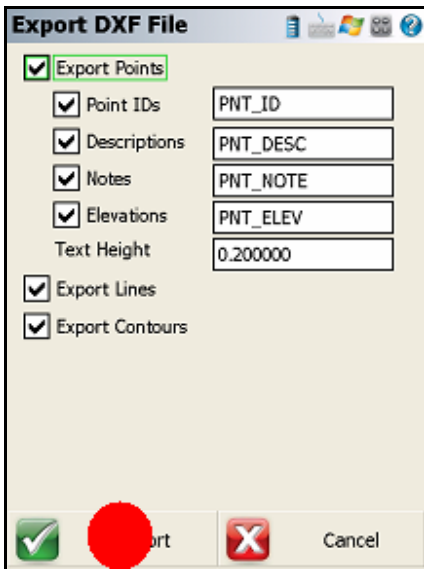 Export DXF File
Export Points
Point IDs PNT_ID
Descriptions PNT_DESC
Notes PNT_NOTE
Elevations PNT_ELEV
Text Height 0.200000
Export Lines
Export Contours
Cancel